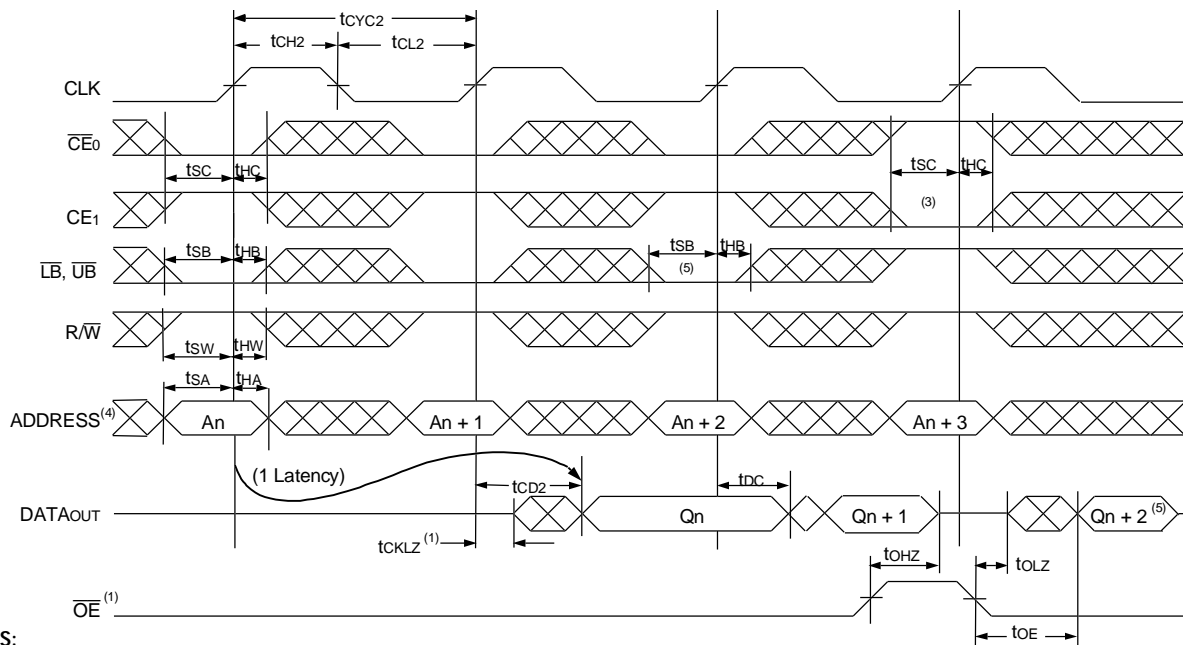 tCYC2
tCH2 tCL2
CLK
CE0
tSC tHC tSC tHC
CE1 (3)
tSB tHB tSB tHB
LB, UB (5)
R/W
tSW tHW
tSA tHA
ADDRESS(4) An An + 1 An + 2 An + 3
(1 Latency)
tCD2 tDC
DATAOUT Qn Qn + 1 Qn + 2 (5)
tCKLZ (1)
tOHZ tOLZ
OE (1)
tOE
S: